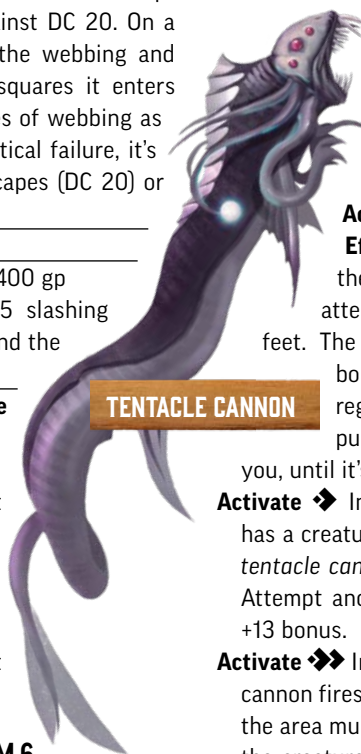 inst DC 20. On a
the webbing and
squares it enters
es of webbing as
tical failure, it's
capes (DC 20) or
400 gp
5 slashing
nd the
e
TENTACLE CANNON
M 6
A
Ef
the
atte
feet. The
bo
reg
pu
you, until it's
Activate In
has a creatu
tentacle can
Attempt and
+13 bonus.
Activate In
cannon fires
the area mu